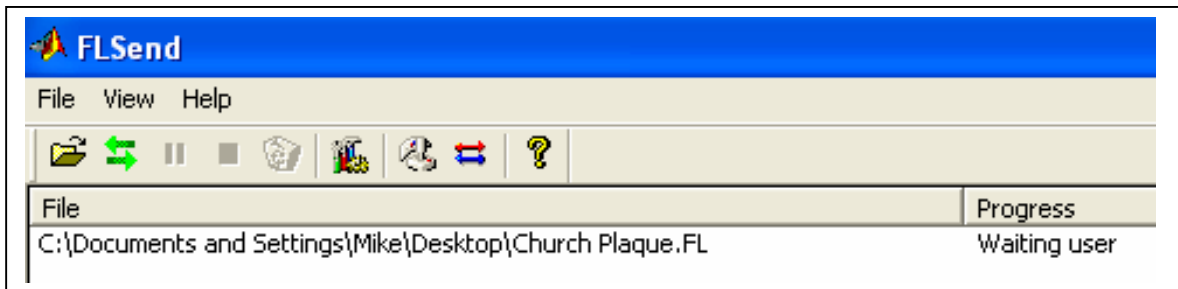 FLSend
File View Help
File Progress
C:\Documents and Settings\Mike\Desktop\Church Plaque.FL Waiting user